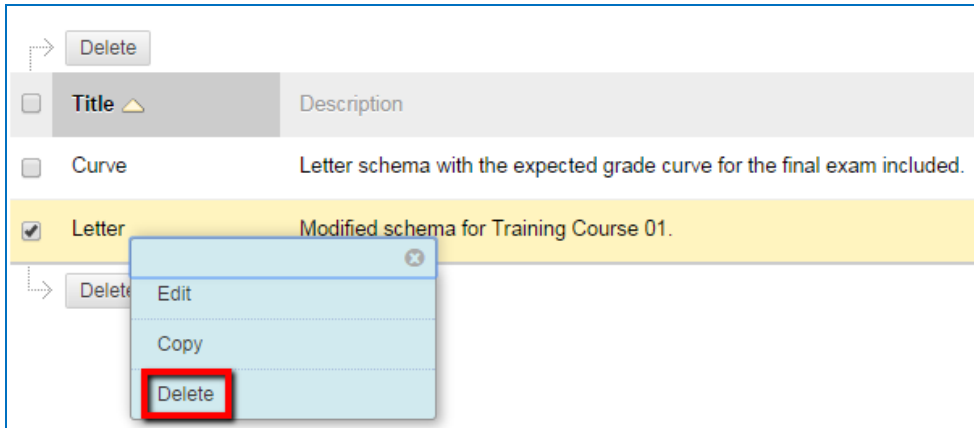 Delete
Title Description
Curve Letter schema with the expected grade curve for the final exam included.
Letter Modified schema for Training Course 01.
Delete
Edit
Copy
Delete